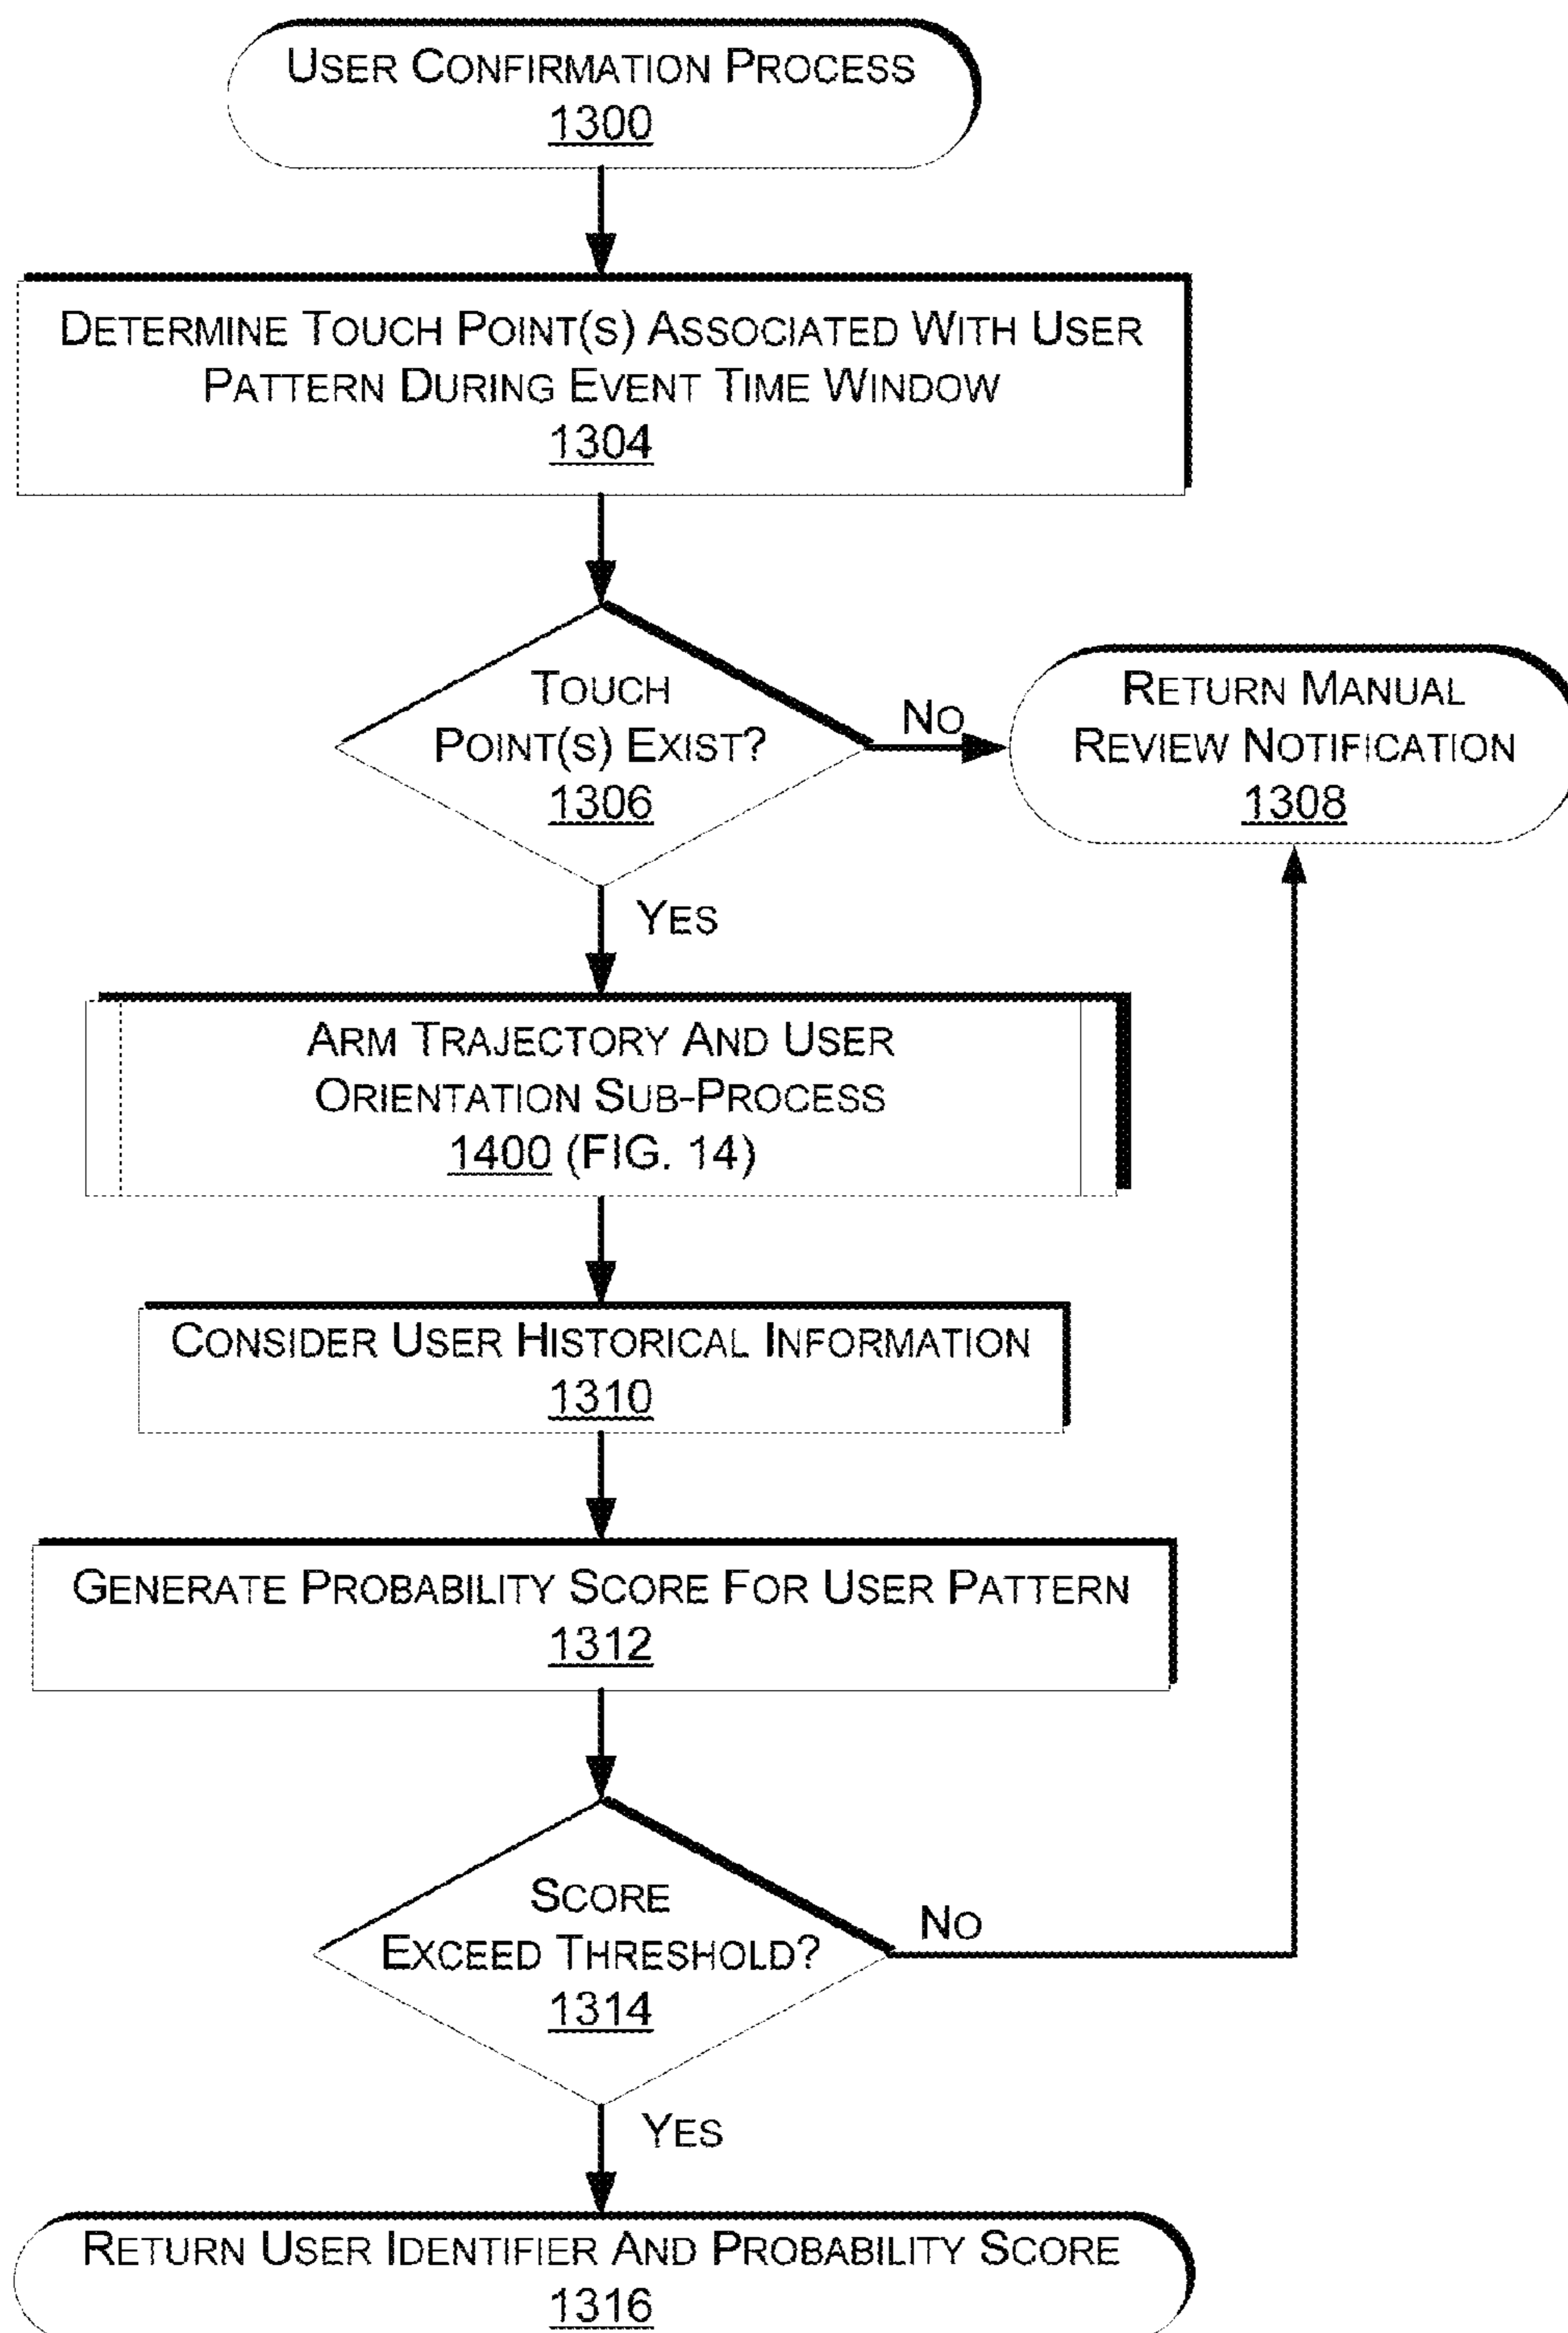 USER CONFIRMATION PROCESS
1300
DETERMINE TOUCH POINT(S) ASSOCIATED WITH USER
PATTERN DURING EVENT TIME WINDOW
1304
TOUCH
POINT(S) EXIST?
1306
NO
RETURN MANUAL
REVIEW NOTIFICATION
1308
YES
ARM TRAJECTORY AND USER
ORIENTATION SUB-PROCESS
1400 (FIG. 14)
CONSIDER USER HISTORICAL INFORMATION
1310
GENERATE PROBABILITY SCORE FOR USER PATTERN
1312
SCORE
EXCEED THRESHOLD?
1314
NO
YES
RETURN USER IDENTIFIER AND PROBABILITY SCORE
1316